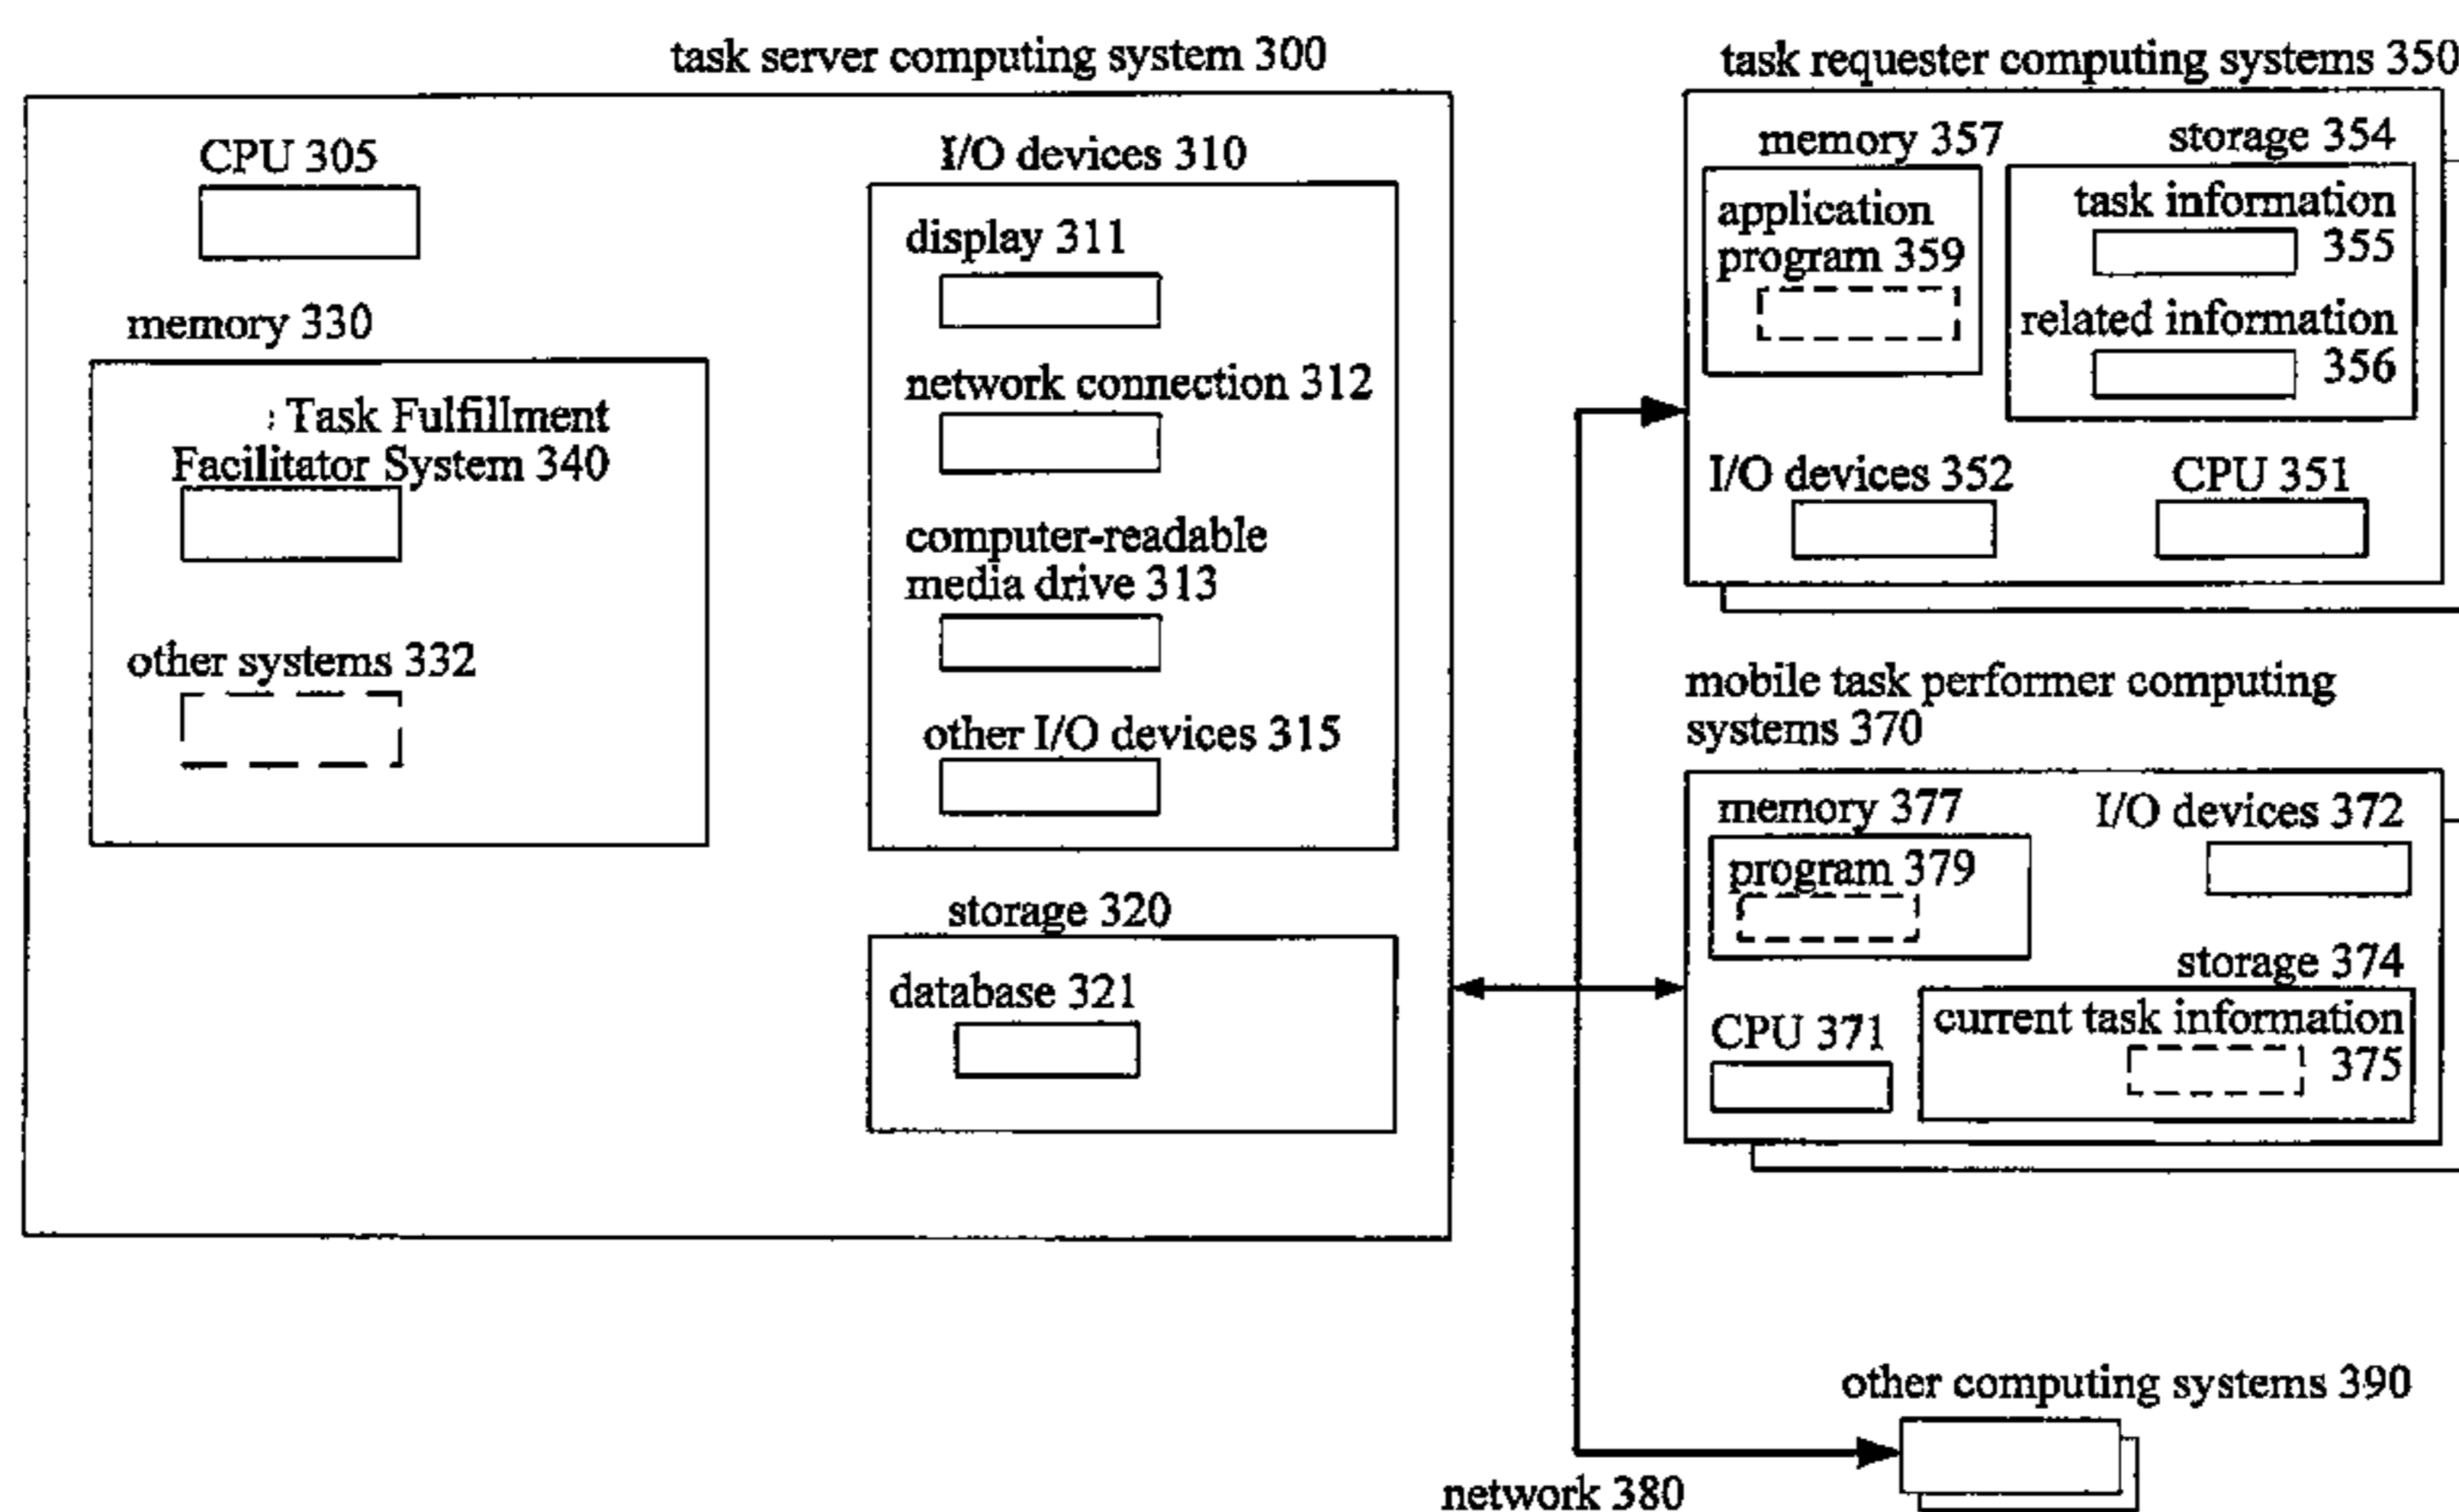 task server computing system 300
CPU 305
memory 330
Task Fulfillment
Facilitator System 340
other systems 332
I/O devices 310
display 311
network connection 312
computer-readable
media drive 313
other I/O devices 315
storage 320
database 321
task requester computing systems 350
memory 357
application
program 359
storage 354
task information
355
related information
356
I/O devices 352
CPU 351
mobile task performer computing
systems 370
memory 377
program 379
I/O devices 372
storage 374
current task information
375
CPU 371
other computing systems 390
network 380